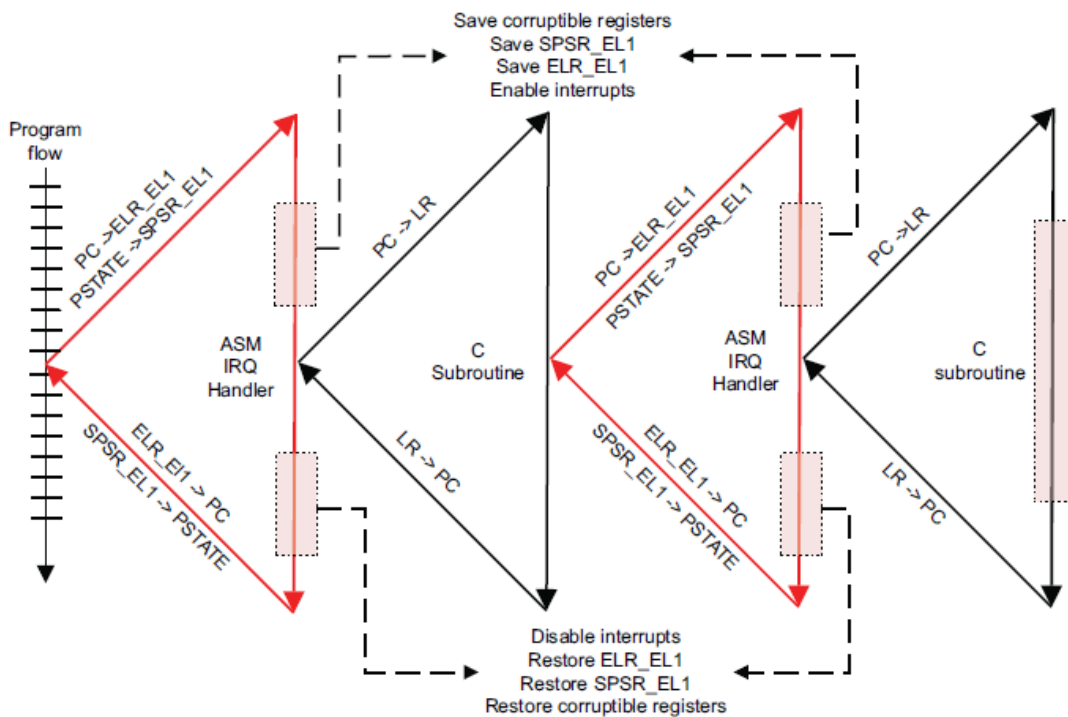 Save corruptible registers
Save SPSR_EL1
Save ELR_EL1
Enable interrupts
Program
flow
PC ->ELR_EL1
PSTATE -> SPSR_EL1
ASM
IRQ
Handler
ELR_El1 -> PC
SPSR_EL1 -> PSTATE
PC -> LR
C
Subroutine
LR -> PC
PC ->ELR_EL1
PSTATE -> SPSR_EL1
ASM
IRQ
Handler
ELR_EL1 -> PC
SPSR_EL1 -> PSTATE
PC ->LR
C
subroutine
LR -> PC
Disable interrupts
Restore ELR_EL1
Restore SPSR_EL1
Restore corruptible registers